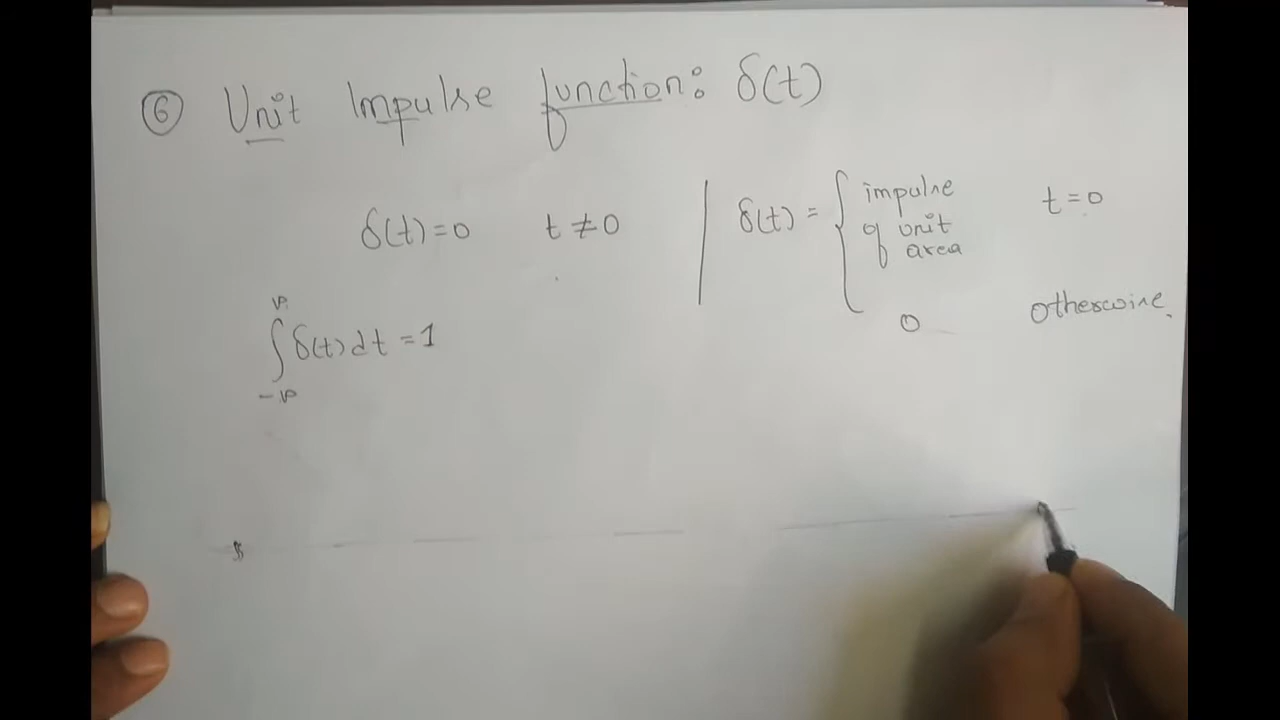 ⑥ Unit Impulse function: δ(t)
δ(t)=0 t≠0
∞
∫ δ(t)dt = 1
-∞
δ(t) = { impulse t=0
of unit
area
0 otherwise.